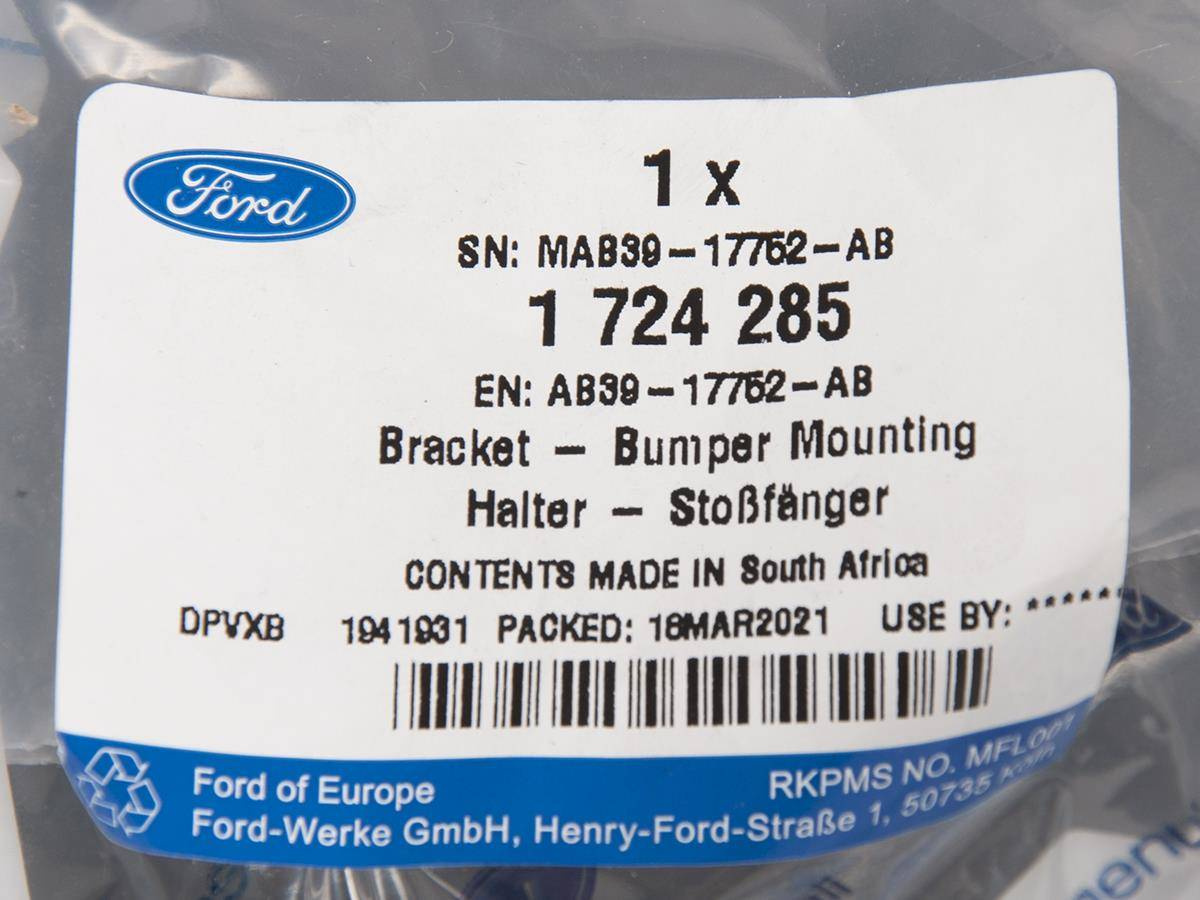 Ford
1 x
SN: MAB39-17752-AB
1 724 285
EN: AB39-17752-AB
Bracket - Bumper Mounting
Halter - Stoßfänger
CONTENTS MADE IN South Africa
DPVXB 1941931 PACKED: 18MAR2021 USE BY: ******
Ford of Europe RKPMS NO. MFL001
Ford-Werke GmbH, Henry-Ford-Straße 1, 50735 Köln